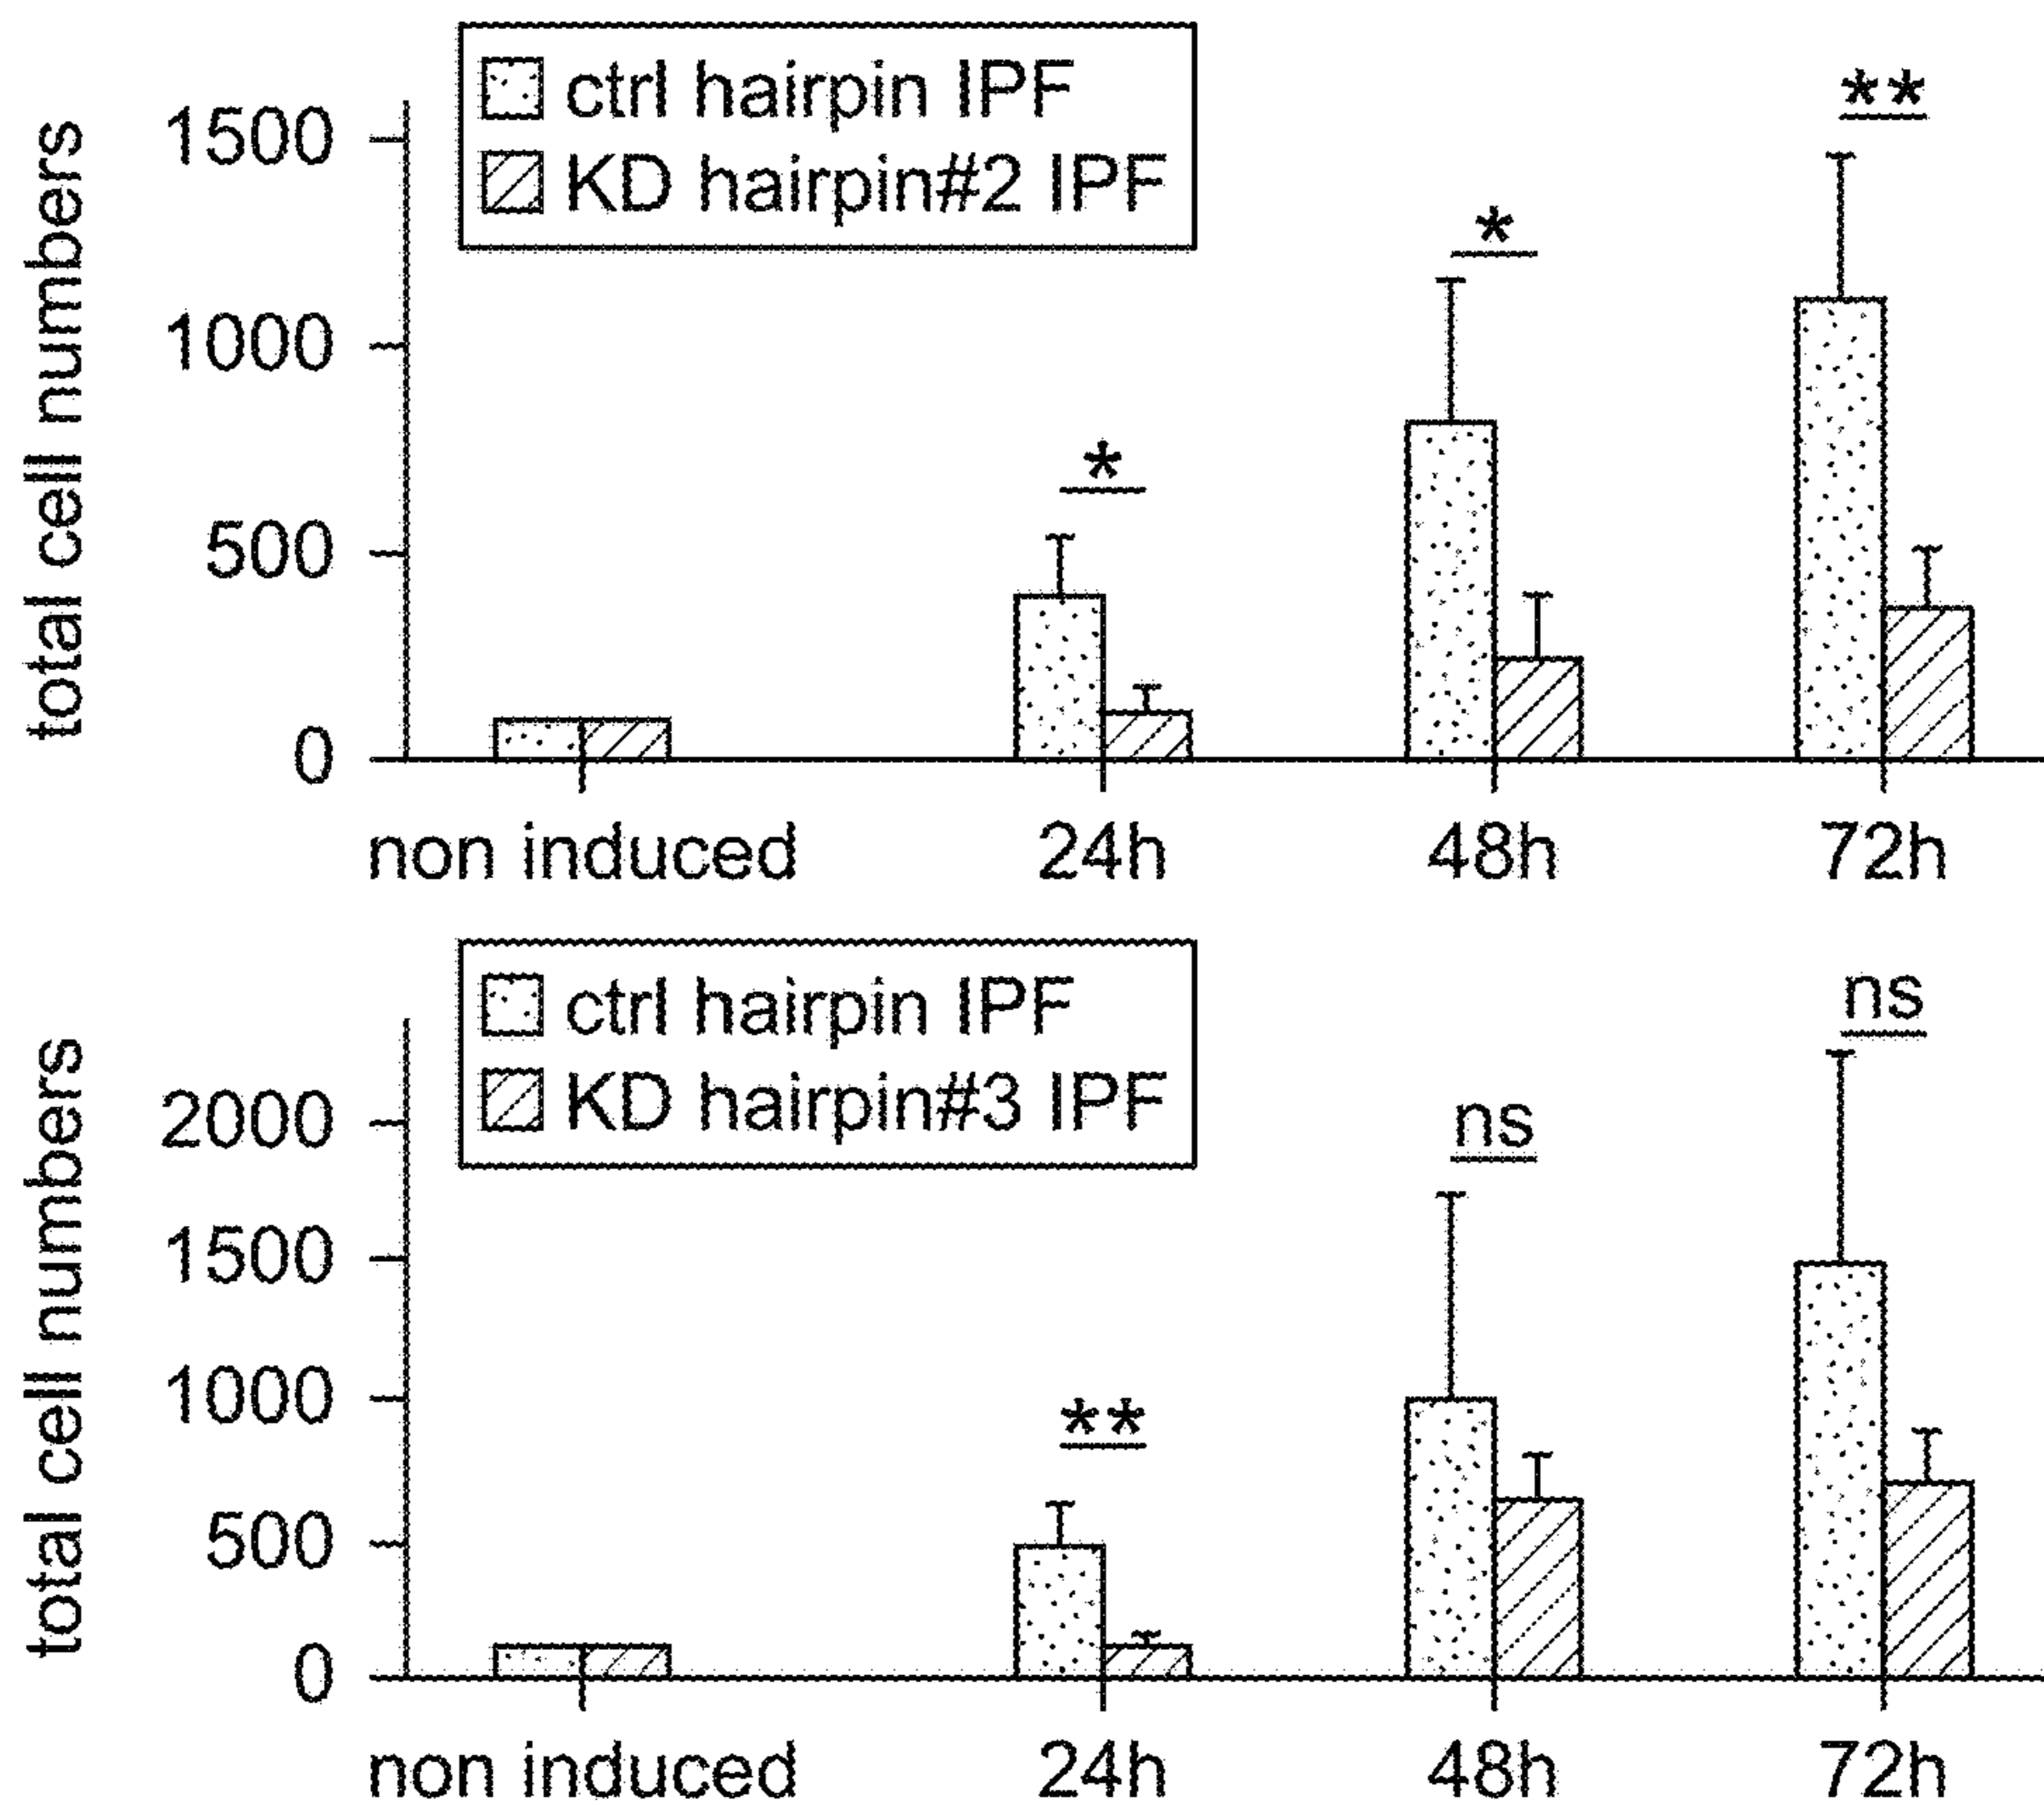 ctrl hairpin IPF
KD hairpin#2 IPF
total cell numbers
1500
1000
500
0
*
*
**
non induced 24h 48h 72h
ctrl hairpin IPF
KD hairpin#3 IPF
total cell numbers
2000
1500
1000
500
0
**
ns
ns
non induced 24h 48h 72h